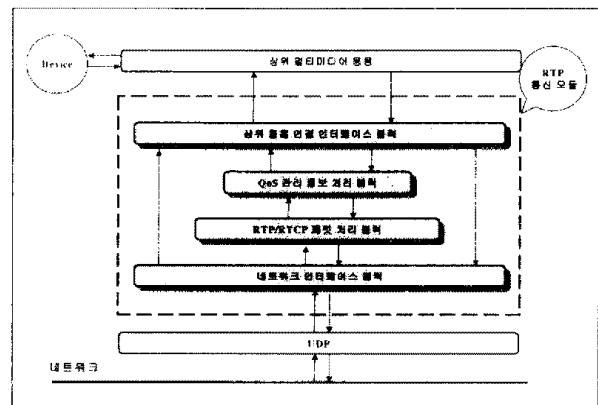 Device
상위 멀티미디어 응용
RTP
통신 모듈
상위 응용 연결 인터페이스 블럭
QoS 관리 정보 처리 블럭
RTP/RTCP 패킷 처리 블럭
네트워크 인터페이스 블럭
UDP
네트워크